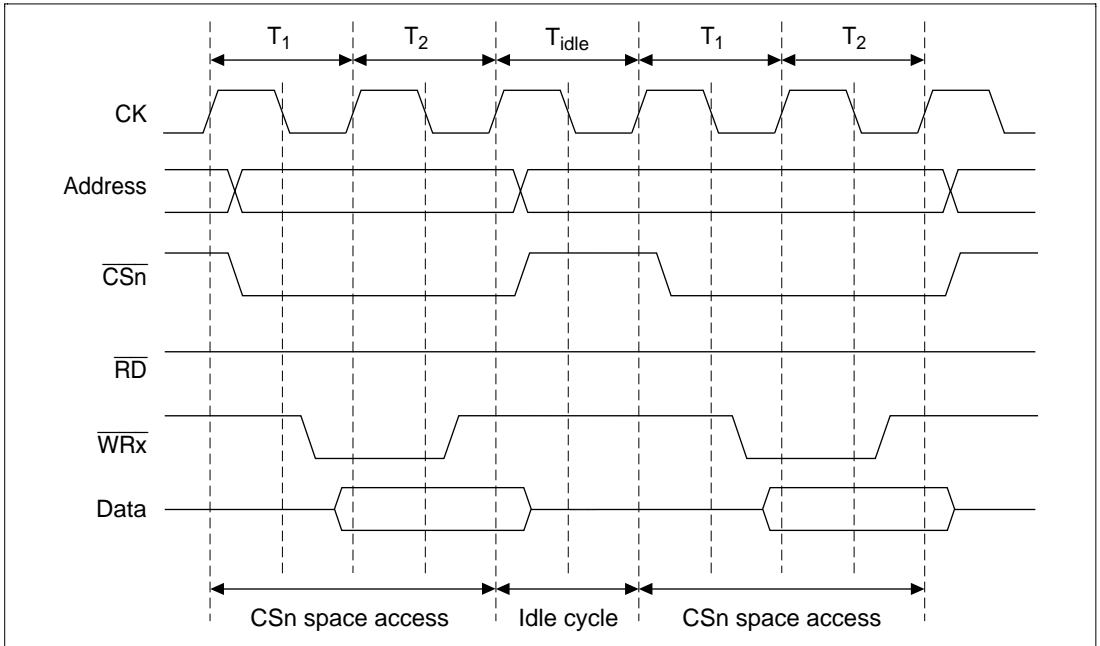 T1 T2 Tidle T1 T2
CK
Address
CSn
RD
WRx
Data
CSn space access Idle cycle CSn space access